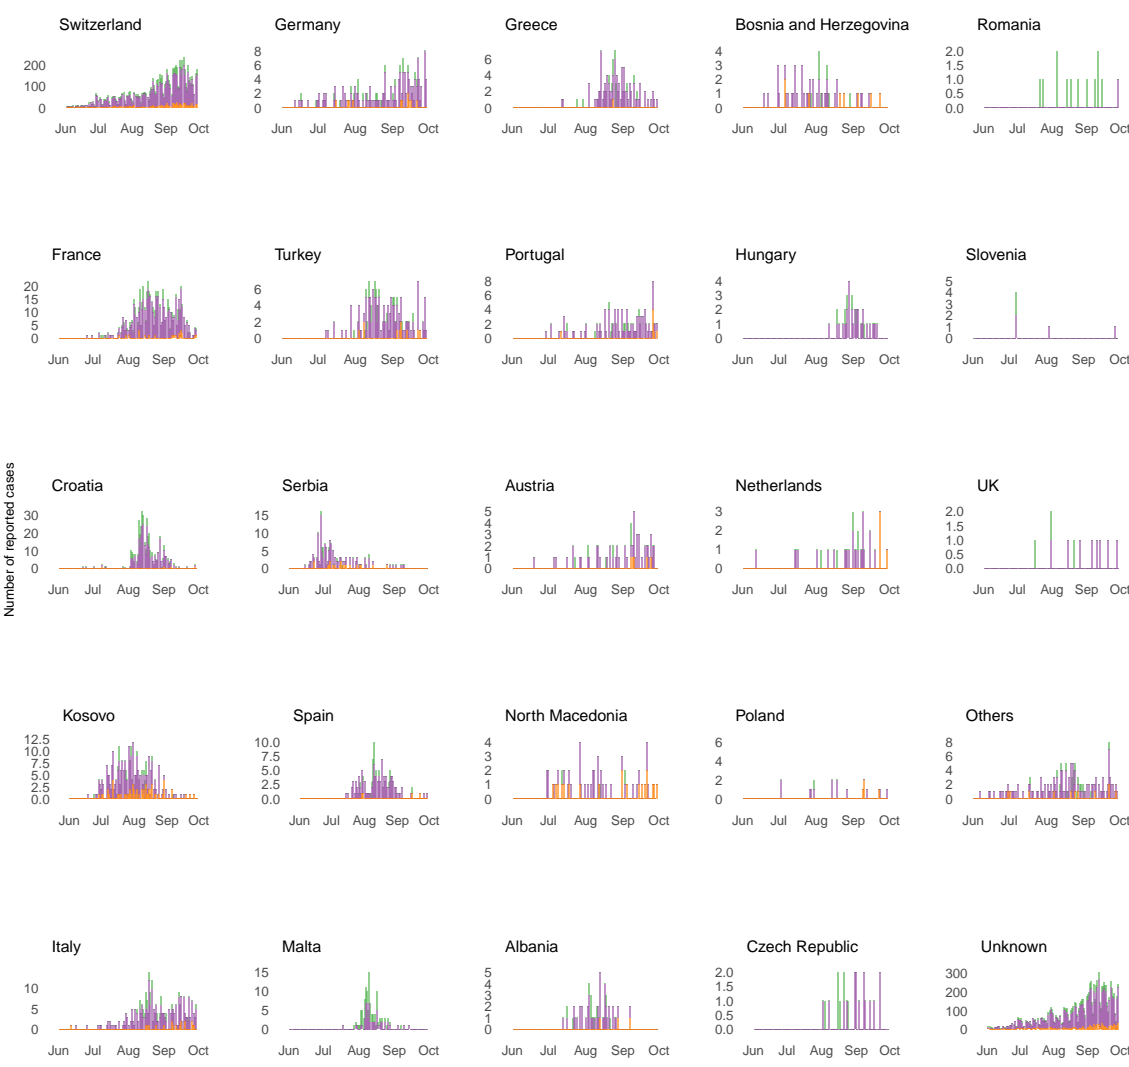 Number of reported cases
Switzerland Germany Greece Bosnia and Herzegovina Romania
200 100 0 8 6 4 2 0 6 4 2 0 4 3 2 1 0 2.0 1.5 1.0 0.5 0.0
Jun Jul Aug Sep Oct Jun Jul Aug Sep Oct Jun Jul Aug Sep Oct Jun Jul Aug Sep Oct Jun Jul Aug Sep Oct
France Turkey Portugal Hungary Slovenia
20 15 10 5 0 6 4 2 0 8 6 4 2 0 4 3 2 1 0 5 4 3 2 1 0
Jun Jul Aug Sep Oct Jun Jul Aug Sep Oct Jun Jul Aug Sep Oct Jun Jul Aug Sep Oct Jun Jul Aug Sep Oct
Croatia Serbia Austria Netherlands UK
30 20 10 0 15 10 5 0 5 4 3 2 1 0 3 2 1 0 2.0 1.5 1.0 0.5 0.0
Jun Jul Aug Sep Oct Jun Jul Aug Sep Oct Jun Jul Aug Sep Oct Jun Jul Aug Sep Oct Jun Jul Aug Sep Oct
Kosovo Spain North Macedonia Poland Others
12.5 10.0 7.5 5.0 2.5 0.0 10.0 7.5 5.0 2.5 0.0 4 3 2 1 0 6 4 2 0 8 6 4 2 0
Jun Jul Aug Sep Oct Jun Jul Aug Sep Oct Jun Jul Aug Sep Oct Jun Jul Aug Sep Oct Jun Jul Aug Sep Oct
Italy Malta Albania Czech Republic Unknown
10 5 0 15 10 5 0 5 4 3 2 1 0 2.0 1.5 1.0 0.5 0.0 300 200 100 0
Jun Jul Aug Sep Oct Jun Jul Aug Sep Oct Jun Jul Aug Sep Oct Jun Jul Aug Sep Oct Jun Jul Aug Sep Oct